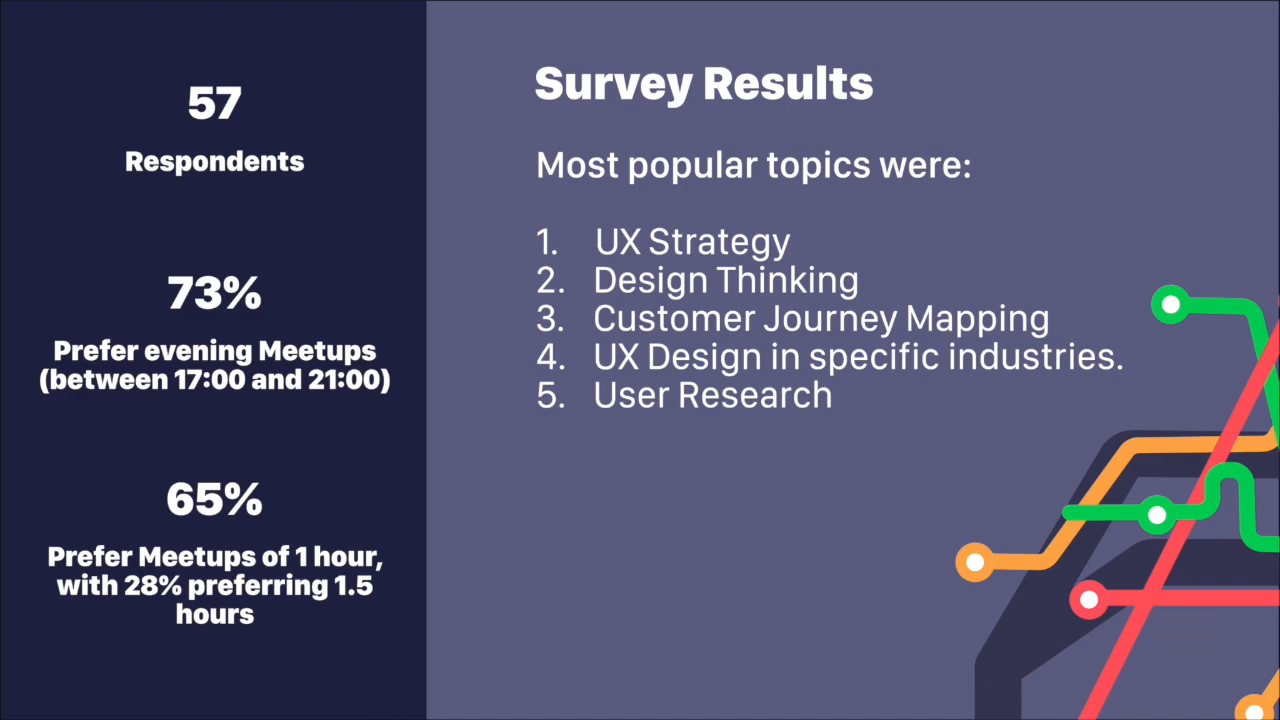 57
Respondents
73%
Prefer evening Meetups
(between 17:00 and 21:00)
65%
Prefer Meetups of 1 hour,
with 28% preferring 1.5
hours
Survey Results
Most popular topics were:
1. UX Strategy
2. Design Thinking
3. Customer Journey Mapping
4. UX Design in specific industries.
5. User Research